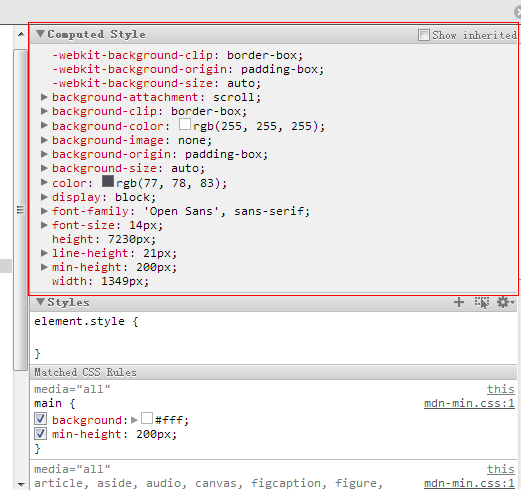 Computed Style Show inherited
-webkit-background-clip: border-box;
-webkit-background-origin: padding-box;
-webkit-background-size: auto;
background-attachment: scroll;
background-clip: border-box;
background-color: rgb(255, 255, 255);
background-image: none;
background-origin: padding-box;
background-size: auto;
color: rgb(77, 78, 83);
display: block;
font-family: 'Open Sans', sans-serif;
font-size: 14px;
height: 7230px;
line-height: 21px;
min-height: 200px;
width: 1349px;
Styles
element.style {
}
Matched CSS Rules
media="all" this
main { mdn-min.css:1
background: #fff;
min-height: 200px;
}
media="all" this
article, aside, audio, canvas, figcaption, figure, mdn-min.css:1